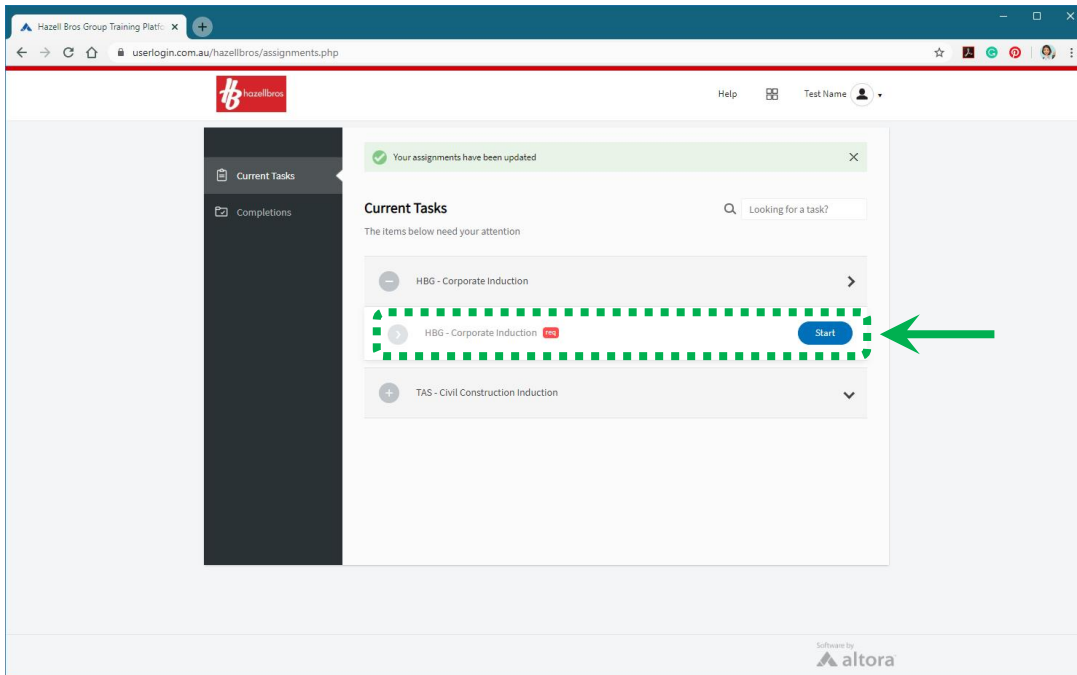 Hazell Bros Group Training Platfo
userlogin.com.au/hazellbros/assignments.php
hazellbros
Help
Test Name
Your assignments have been updated
Current Tasks
Completions
Current Tasks
Looking for a task?
The items below need your attention
HBG - Corporate Induction
HBG - Corporate Induction req
Start
TAS - Civil Construction Induction
Software by
altora